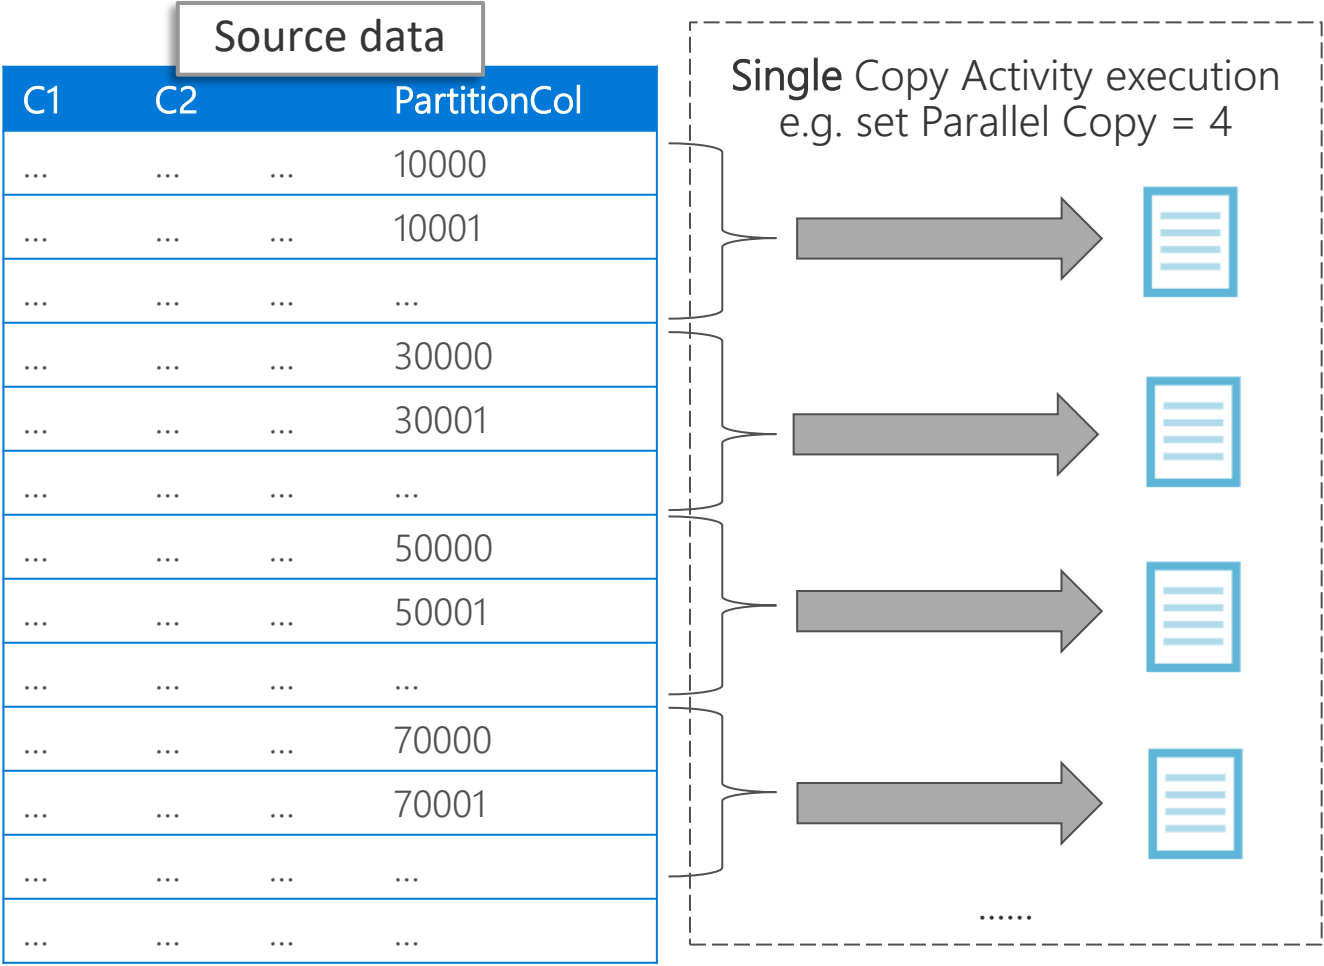 Source data
C1 C2 PartitionCol
... ... ... 10000
... ... ... 10001
... ... ... ...
... ... ... 30000
... ... ... 30001
... ... ... ...
... ... ... 50000
... ... ... 50001
... ... ... ...
... ... ... 70000
... ... ... 70001
... ... ... ...
... ... ... ...
Single Copy Activity execution
e.g. set Parallel Copy = 4
......